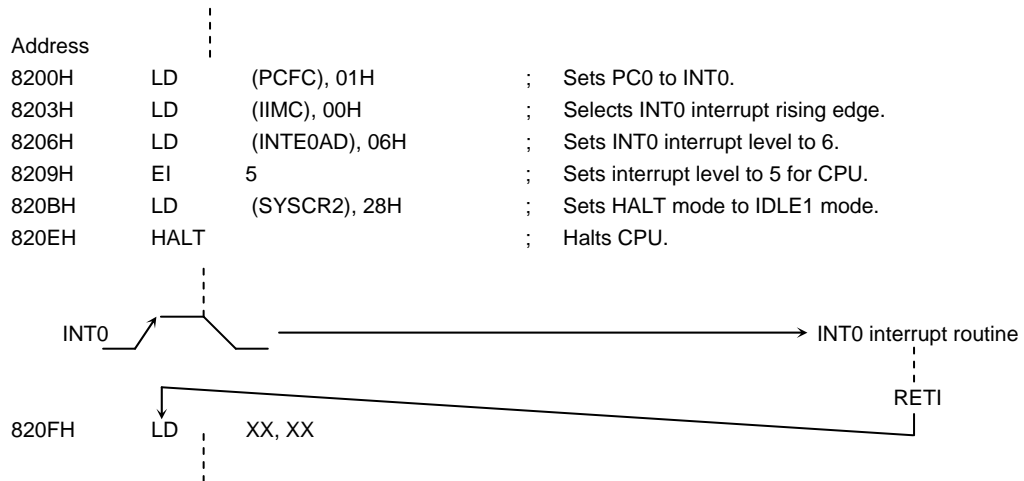 Address
8200H LD (PCFC), 01H ; Sets PC0 to INT0.
8203H LD (IIMC), 00H ; Selects INT0 interrupt rising edge.
8206H LD (INTE0AD), 06H ; Sets INT0 interrupt level to 6.
8209H EI 5 ; Sets interrupt level to 5 for CPU.
820BH LD (SYSCR2), 28H ; Sets HALT mode to IDLE1 mode.
820EH HALT ; Halts CPU.
INT0 INT0 interrupt routine
RETI
820FH LD XX, XX